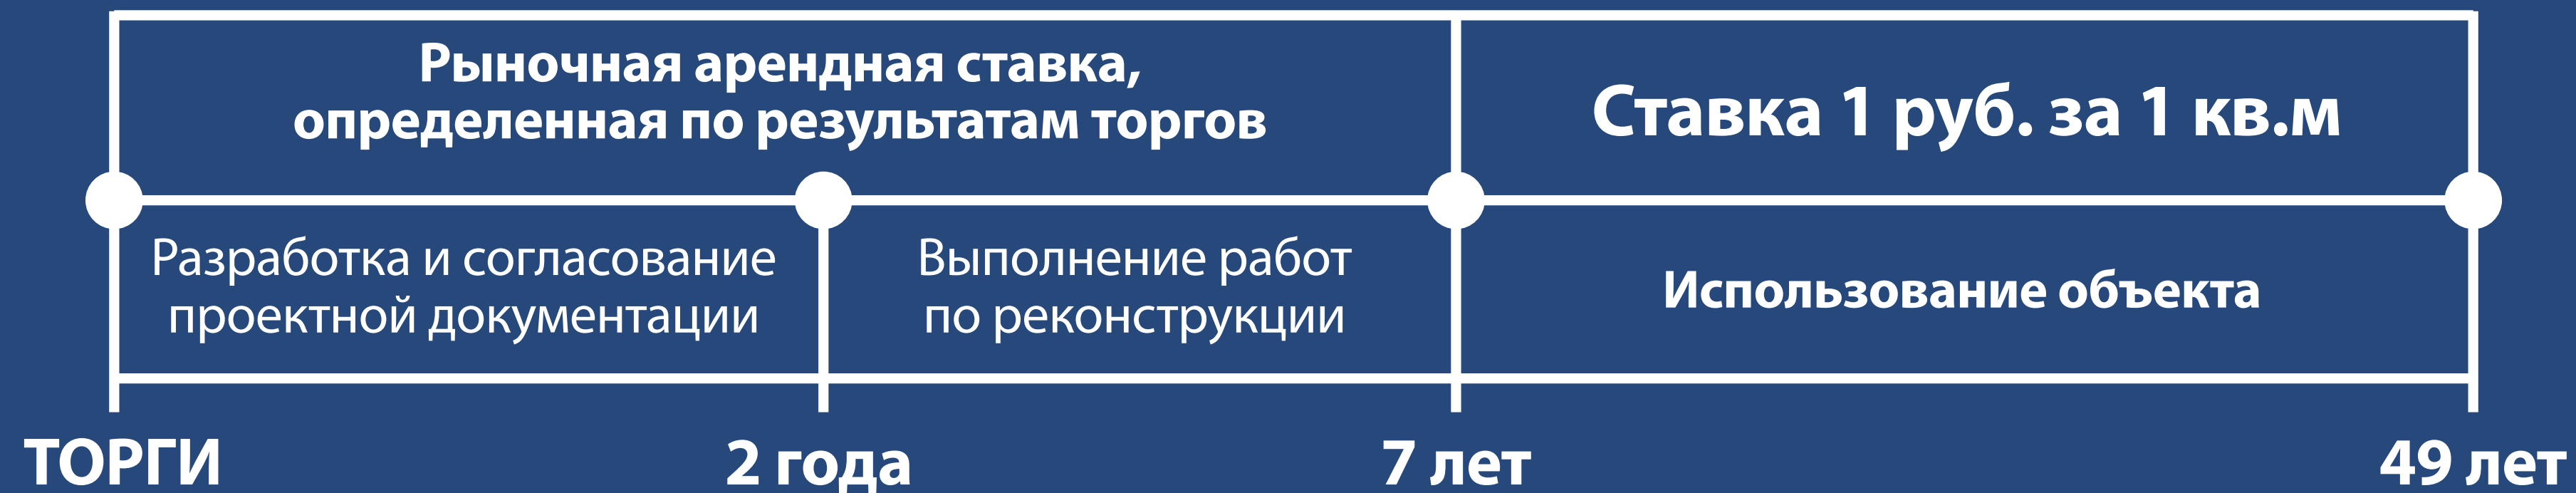 Рыночная арендная ставка,
определенная по результатам торгов
Ставка 1 руб. за 1 кв.м
Разработка и согласование
проектной документации
Выполнение работ
по реконструкции
Использование объекта
ТОРГИ
2 года
7 лет
49 лет